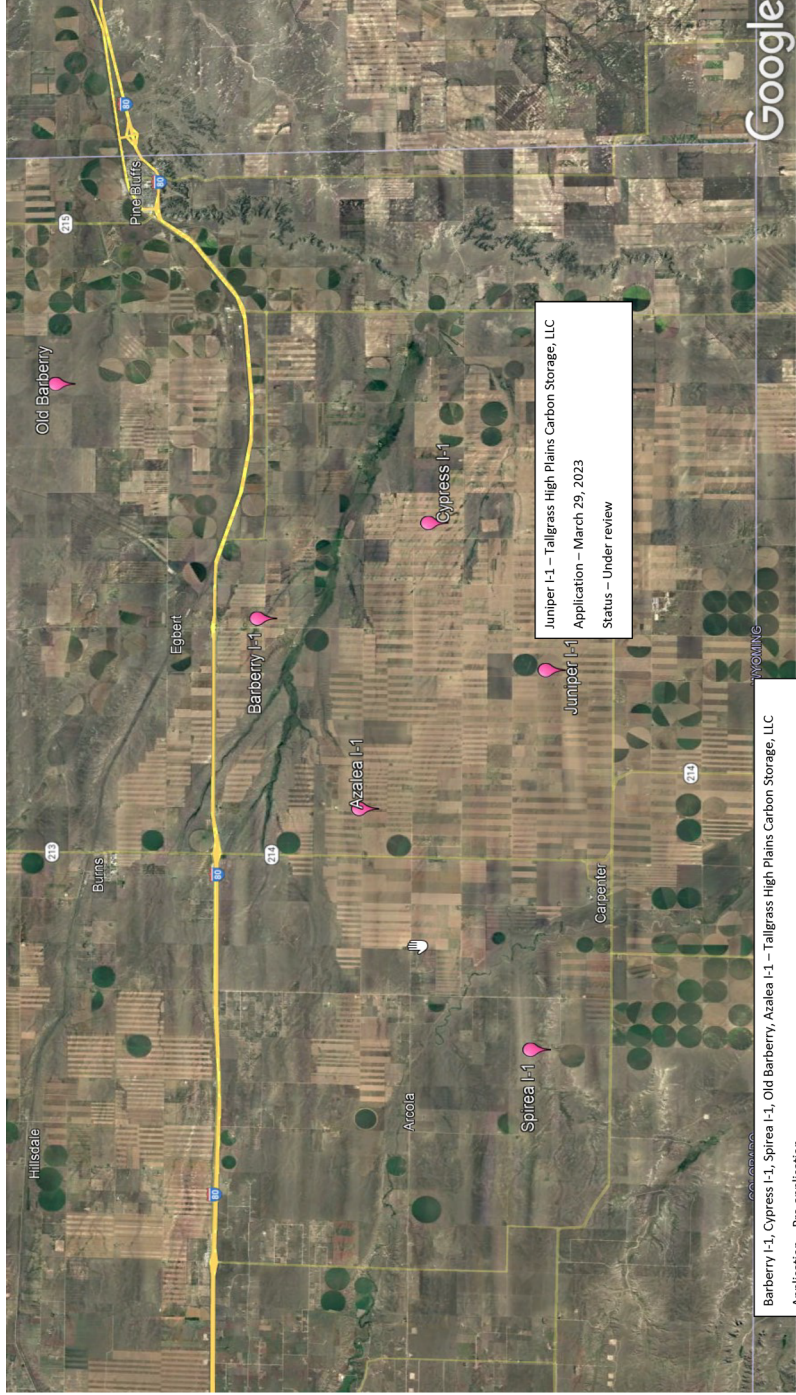 Hillsdale
Old Barberry
213
215
Burns
80
Pine Bluffs
80
Egbert
80
80
Barberry I-1
214
Azalea I-1
Arcola
Cypress I-1
Spirea I-1
Juniper I-1 – Tallgrass High Plains Carbon Storage, LLC
Application – March 29, 2023
Status – Under review
Juniper I-1
Carpenter
214
WYOMING
Google
Barberry I-1, Cypress I-1, Spirea I-1, Old Barberry, Azalea I-1 – Tallgrass High Plains Carbon Storage, LLC